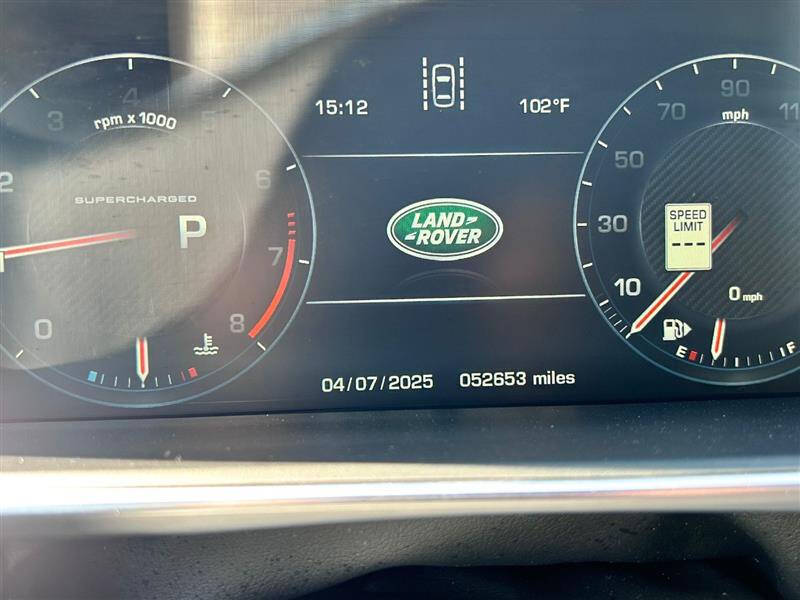 15:12
102°F
3
4
5
rpm x 1000
2
6
SUPERCHARGED
P
7
0
8
LAND-
-ROVER
50
70
90
11
mph
30
SPEED
LIMIT
---
10
0 mph
E
F
04/07/2025
052653 miles